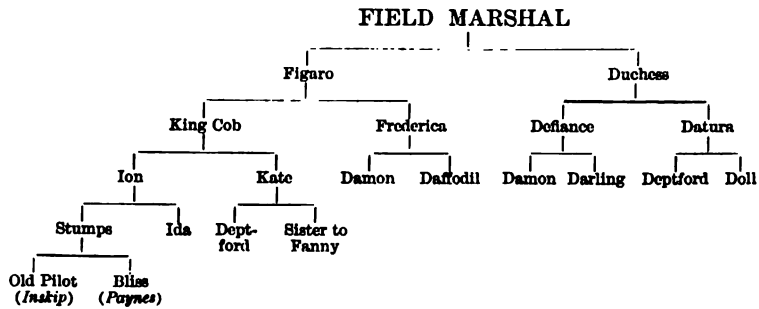 FIELD MARSHAL
Figaro Duchess
King Cob Frederica Defiance Datura
Ion Kate Damon Daffodil Damon Darling Deptford Doll
Stumps Ida Dept- Sister to
ford Fanny
Old Pilot Bliss
(Inskip) (Paynes)